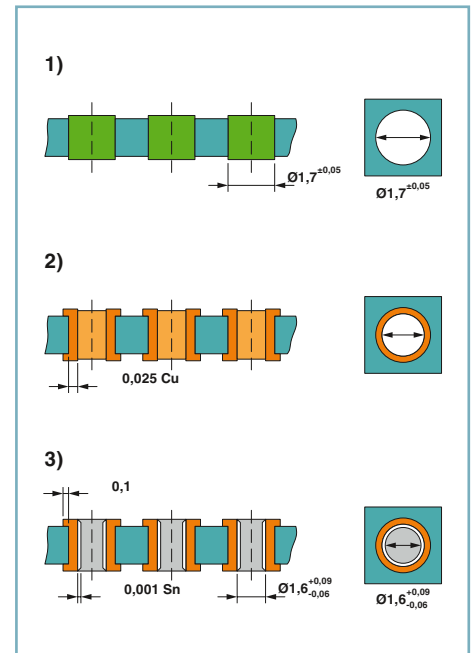 1)
Ø1,7±0,05
Ø1,7±0,05
2)
0,025 Cu
3)
0,1
0,001 Sn
Ø1,6+0,09 -0,06
Ø1,6+0,09 -0,06